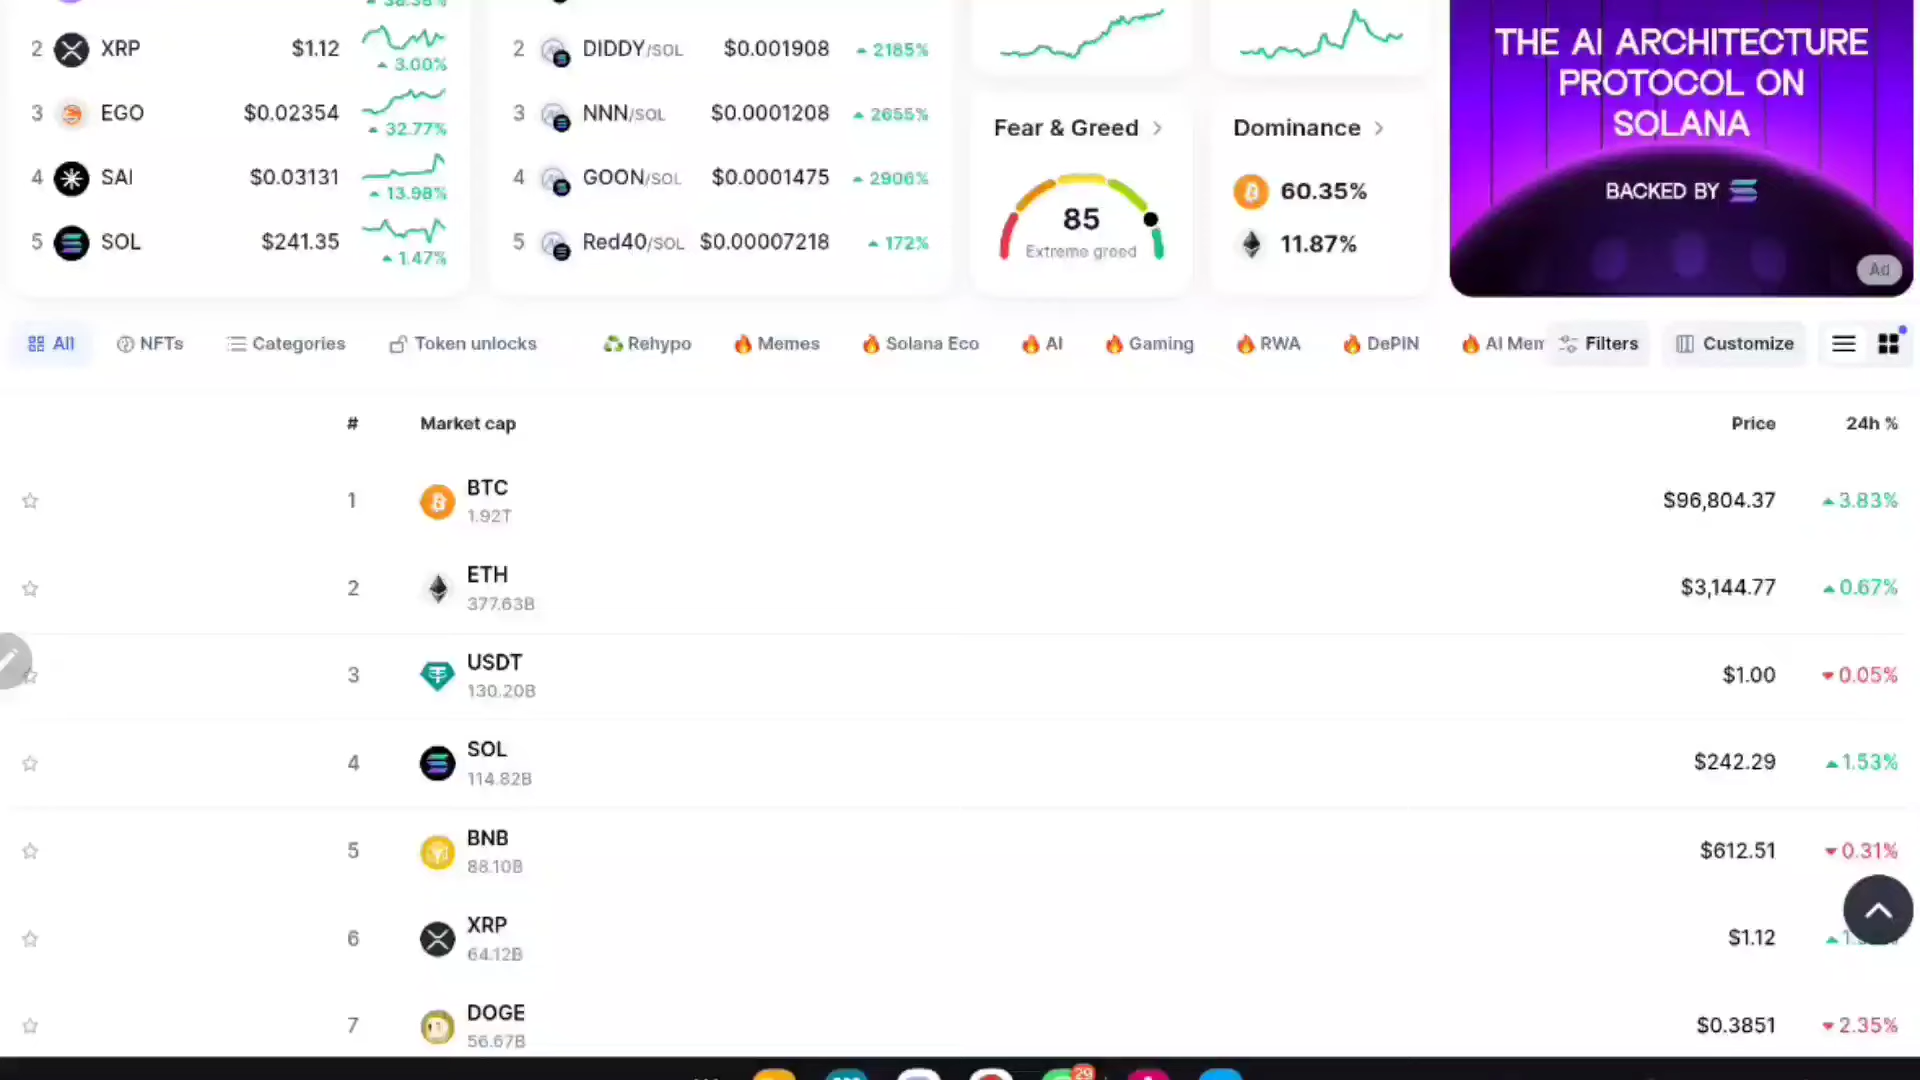 38.38%
2 XRP $1.12 3.00%
3 EGO $0.02354 32.77%
4 SAI $0.03131 13.98%
5 SOL $241.35 1.47%
2 DIDDY/SOL $0.001908 2185%
3 NNN/SOL $0.0001208 2655%
4 GOON/SOL $0.0001475 2906%
5 Red40/SOL $0.00007218 172%
Fear & Greed
85
Extreme greed
Dominance
60.35%
11.87%
THE AI ARCHITECTURE
PROTOCOL ON
SOLANA
BACKED BY
Ad
All NFTs Categories Token unlocks Rehypo Memes Solana Eco AI Gaming RWA DePIN AI Mem Filters Customize
# Market cap Price 24h %
1 BTC $96,804.37 3.83%
1.92T
2 ETH $3,144.77 0.67%
377.63B
3 USDT $1.00 0.05%
130.20B
4 SOL $242.29 1.53%
114.82B
5 BNB $612.51 0.31%
88.10B
6 XRP $1.12
64.12B
7 DOGE $0.3851 2.35%
56.67B
29